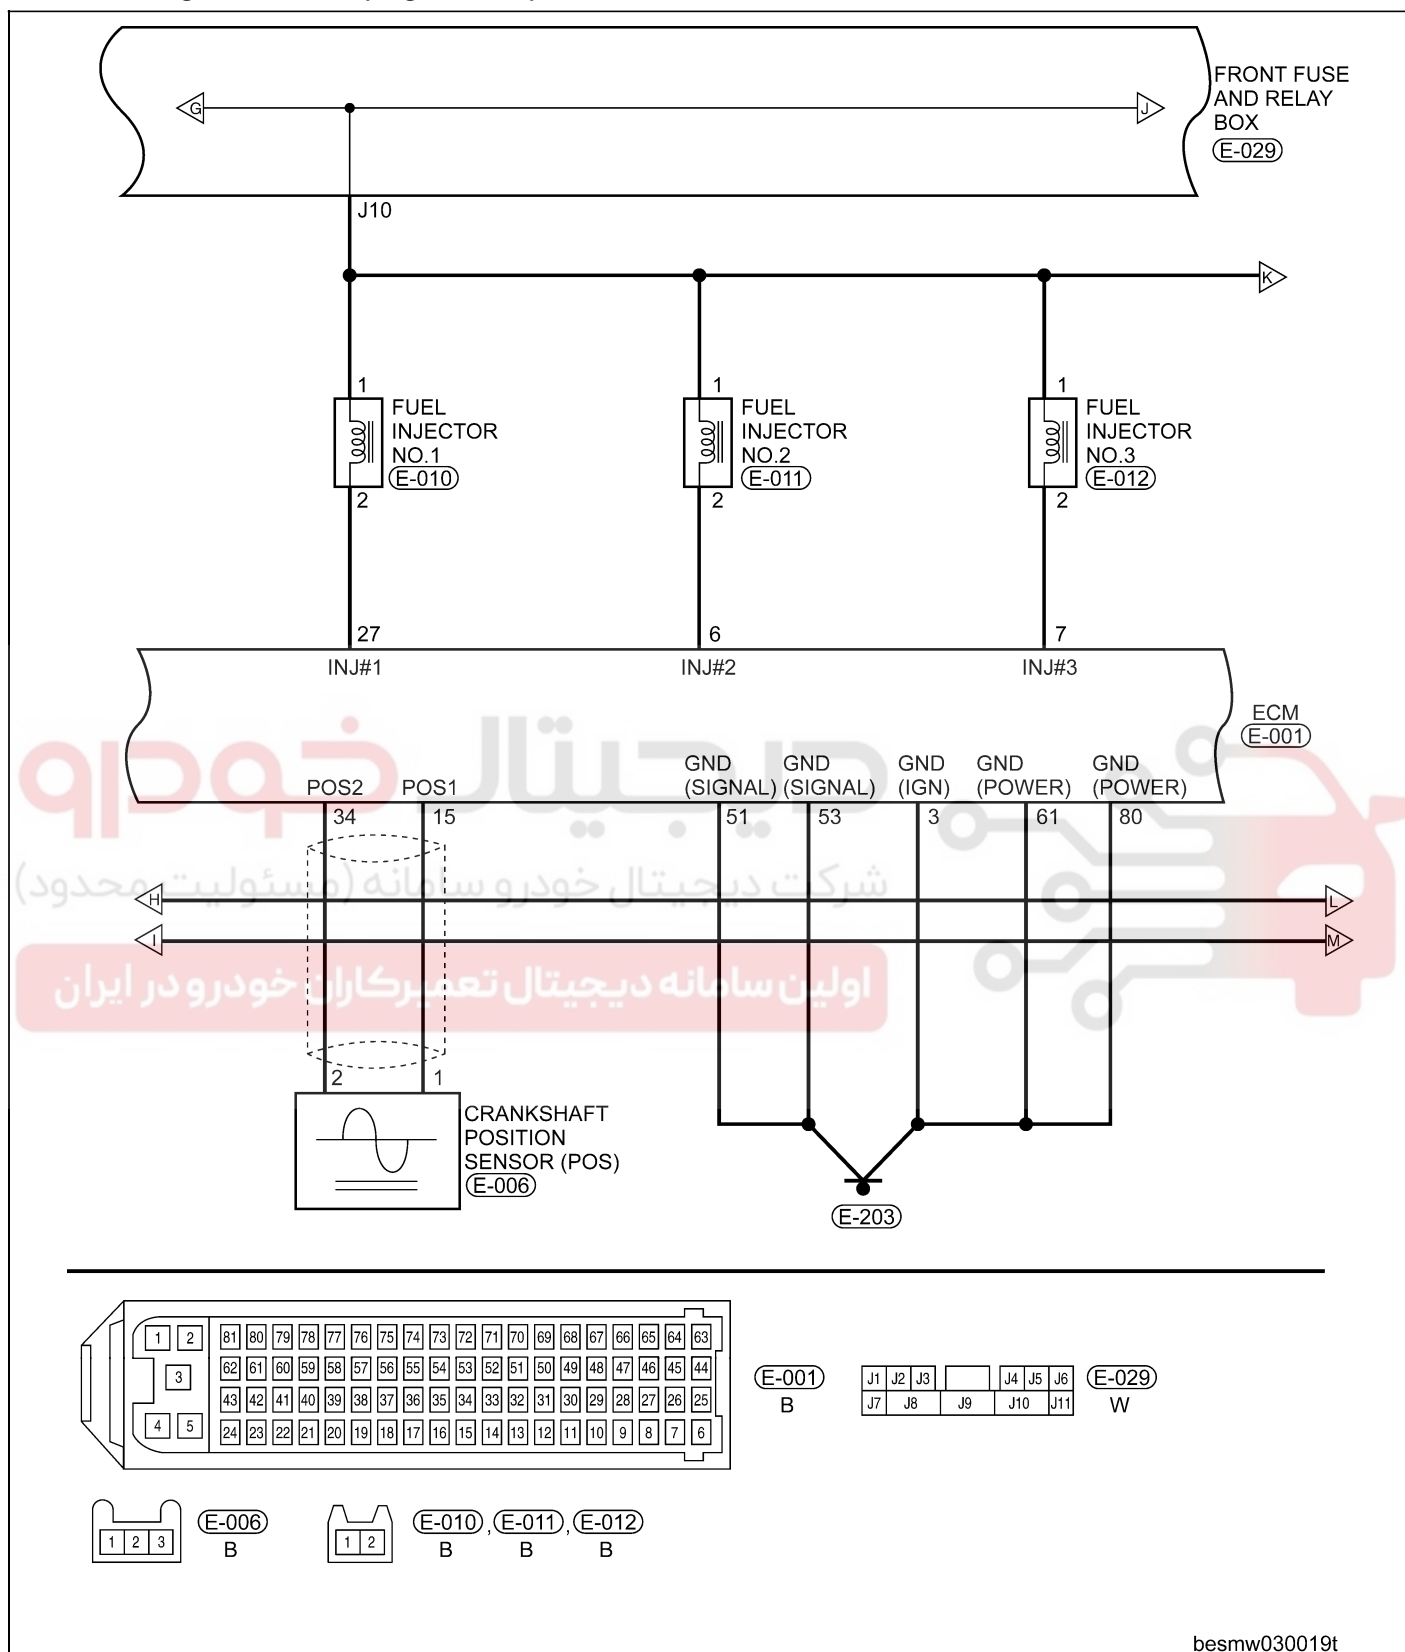 G
J
FRONT FUSE
AND RELAY
BOX
E-029
J10
K
1
FUEL
INJECTOR
NO.1
E-010
2
1
FUEL
INJECTOR
NO.2
E-011
2
1
FUEL
INJECTOR
NO.3
E-012
2
27
6
7
INJ#1
INJ#2
INJ#3
ECM
E-001
دیجیتال خودرو
POS2
POS1
GND
(SIGNAL)
GND
(SIGNAL)
GND
(IGN)
GND
(POWER)
GND
(POWER)
34
15
51
53
3
61
80
شرکت دیجیتال خودرو سامانه (مسئولیت محدود)
H
L
I
M
اولین سامانه دیجیتال تعمیرکاران خودرو در ایران
2
1
CRANKSHAFT
POSITION
SENSOR (POS)
E-006
E-203
1 2
3
4 5
81 80 79 78 77 76 75 74 73 72 71 70 69 68 67 66 65 64 63
62 61 60 59 58 57 56 55 54 53 52 51 50 49 48 47 46 45 44
43 42 41 40 39 38 37 36 35 34 33 32 31 30 29 28 27 26 25
24 23 22 21 20 19 18 17 16 15 14 13 12 11 10 9 8 7 6
E-001
B
J1 J2 J3 J4 J5 J6
J7 J8 J9 J10 J11
E-029
W
1 2 3
E-006
B
1 2
E-010 , E-011 , E-012
B B B
besmw030019t